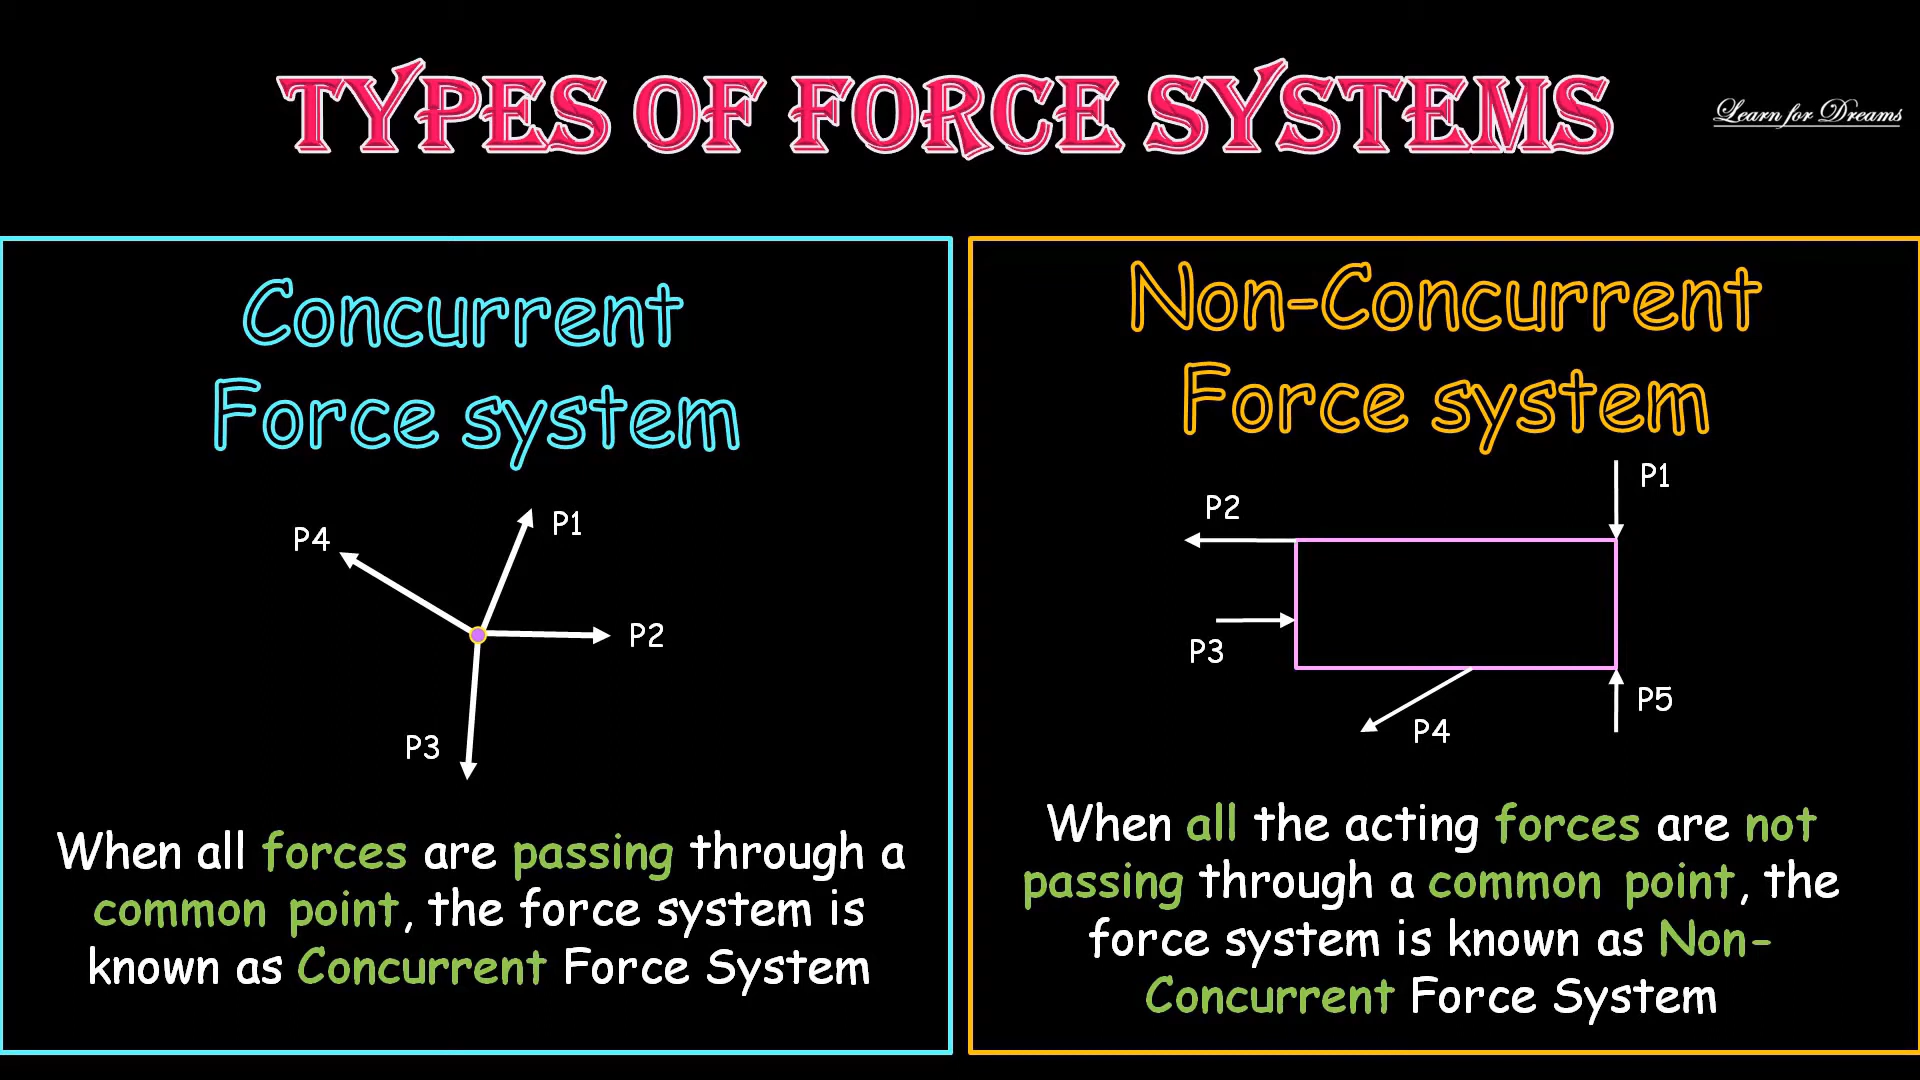 TYPES OF FORCE SYSTEMS
Learn for Dreams
Concurrent
Force system
P4
P1
P2
P3
When all forces are passing through a
common point, the force system is
known as Concurrent Force System
Non-Concurrent
Force system
P1
P2
P3
P5
P4
When all the acting forces are not
passing through a common point, the
force system is known as Non-
Concurrent Force System